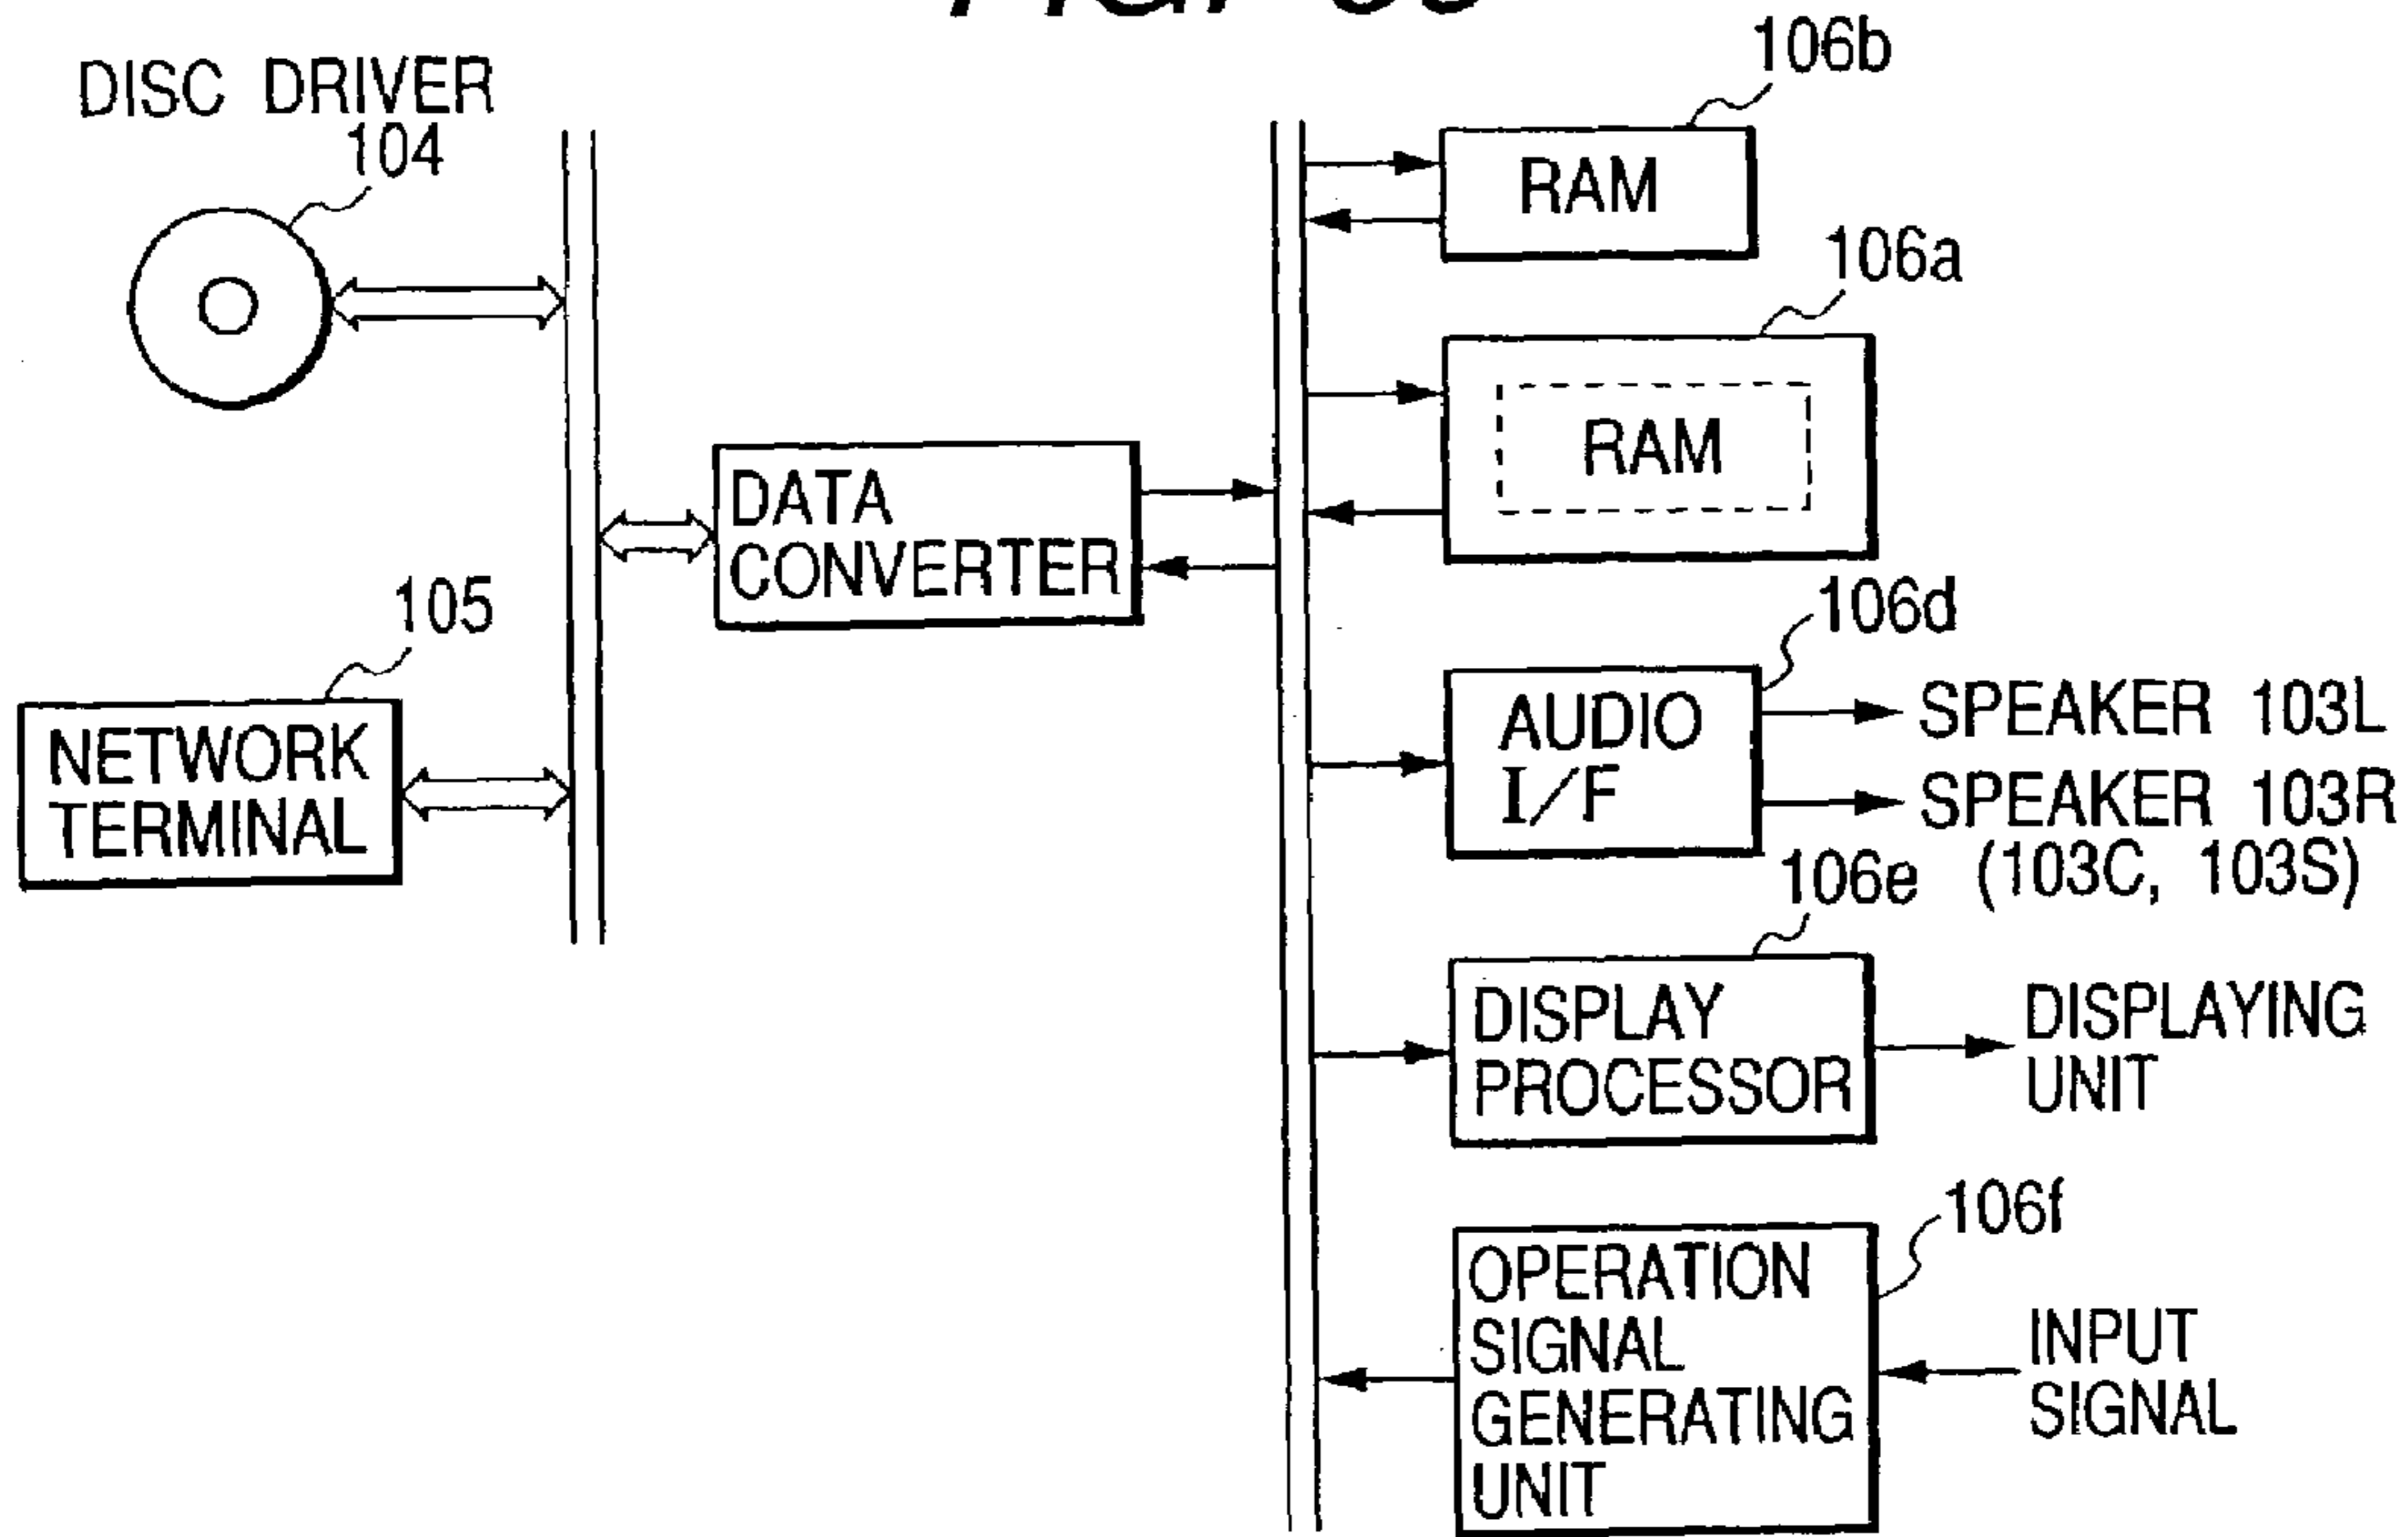 DISC DRIVER
104
106b
RAM
106a
RAM
DATA
CONVERTER
105
NETWORK
TERMINAL
106d
AUDIO
I/F
SPEAKER 103L
SPEAKER 103R
(103C, 103S)
106e
DISPLAY
PROCESSOR
DISPLAYING
UNIT
106f
OPERATION
SIGNAL
GENERATING
UNIT
INPUT
SIGNAL